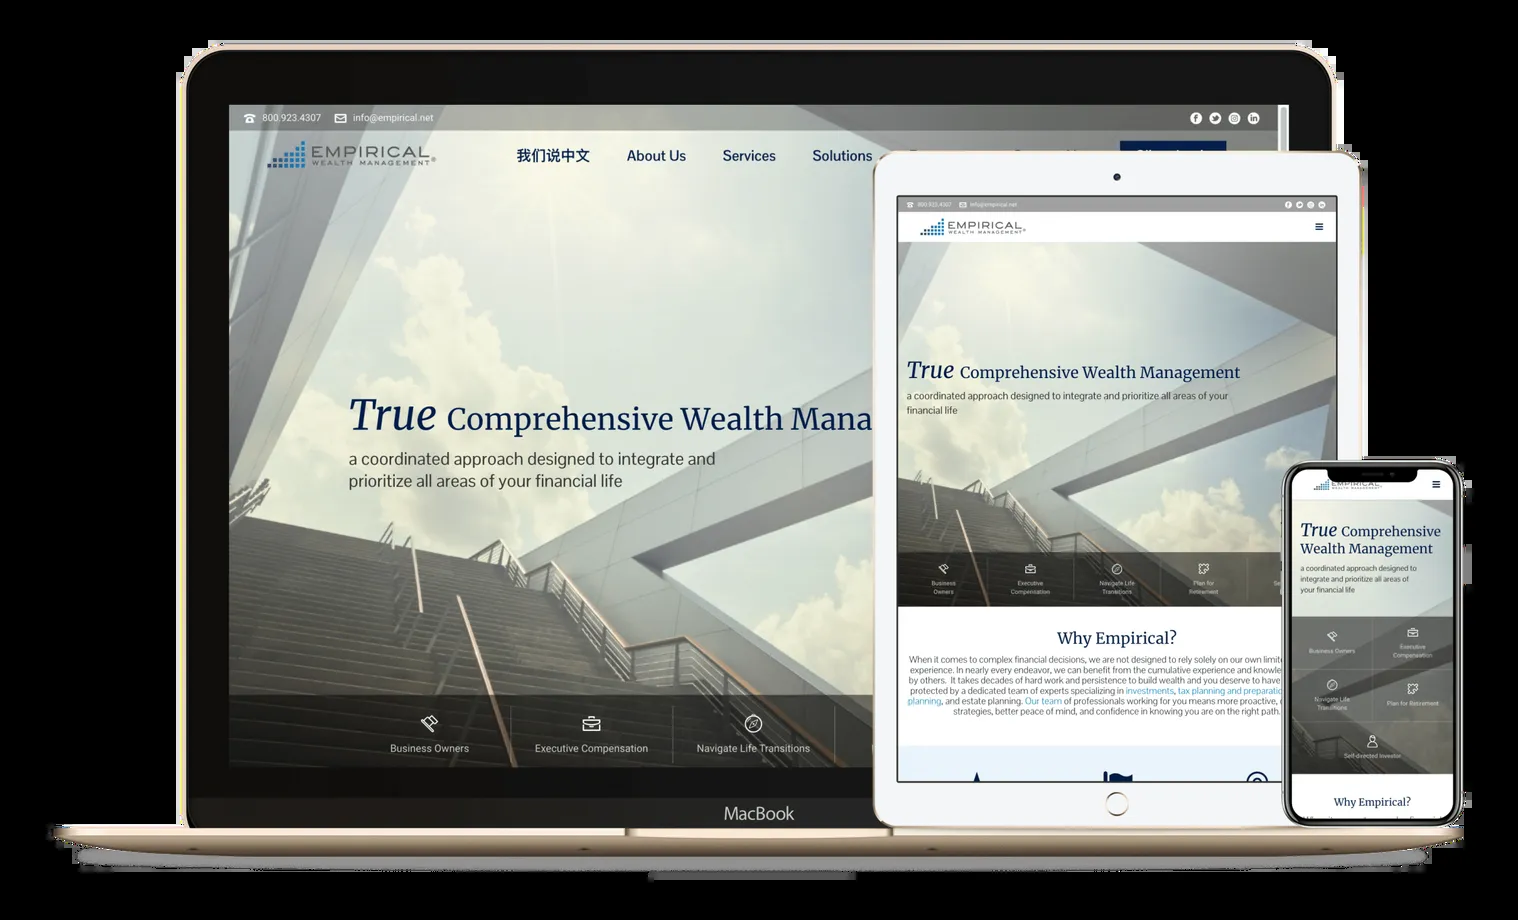 800.923.4307 info@empirical.net
EMPIRICAL
WEALTH MANAGEMENT
我们说中文 About Us Services Solutions
True Comprehensive Wealth Mana
a coordinated approach designed to integrate and
prioritize all areas of your financial life
Business Owners Executive Compensation Navigate Life Transitions
MacBook
800.923.4307 info@empirical.net
EMPIRICAL
WEALTH MANAGEMENT
True Comprehensive Wealth Management
a coordinated approach designed to integrate and prioritize all areas of your
financial life
Business
Owners
Executive
Compensation
Navigate Life
Transitions
Plan for
Retirement
Why Empirical?
When it comes to complex financial decisions, we are not designed to rely solely on our own limit
experience. In nearly every endeavor, we can benefit from the cumulative experience and knowle
by others. It takes decades of hard work and persistence to build wealth and you deserve to have
protected by a dedicated team of experts specializing in investments, tax planning and preparatio
planning, and estate planning. Our team of professionals working for you means more proactive,
strategies, better peace of mind, and confidence in knowing you are on the right path.
EMPIRICAL
WEALTH MANAGEMENT
True Comprehensive
Wealth Management
a coordinated approach designed to
integrate and prioritize all areas of
your financial life
Business Owners
Executive
Compensation
Navigate Life
Transitions
Plan for Retirement
Self-directed Investor
Why Empirical?